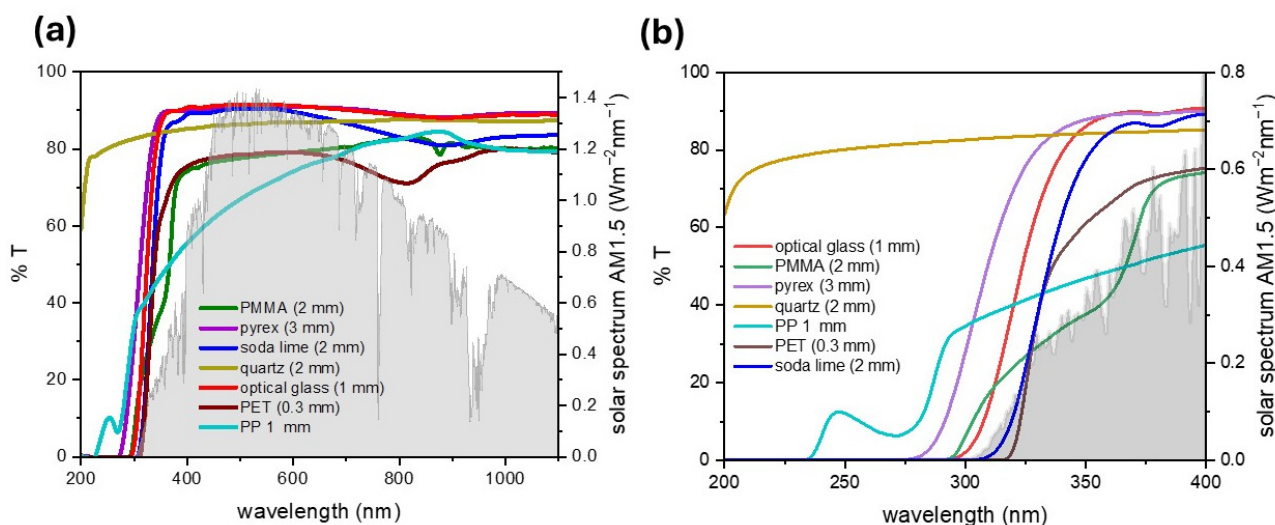 (a)
100
80
60
40
20
0
% T
200
400
600
800
1000
wavelength (nm)
1.4
1.2
1.0
0.8
0.6
0.4
0.2
0.0
solar spectrum AM1.5 (Wm⁻²nm⁻¹)
PMMA (2 mm)
pyrex (3 mm)
soda lime (2 mm)
quartz (2 mm)
optical glass (1 mm)
PET (0.3 mm)
PP 1 mm
(b)
100
80
60
40
20
0
% T
200
250
300
350
400
wavelength (nm)
0.8
0.6
0.4
0.2
0.0
solar spectrum AM1.5 (Wm⁻²nm⁻¹)
optical glass (1 mm)
PMMA (2 mm)
pyrex (3 mm)
quartz (2 mm)
PP 1 mm
PET (0.3 mm)
soda lime (2 mm)